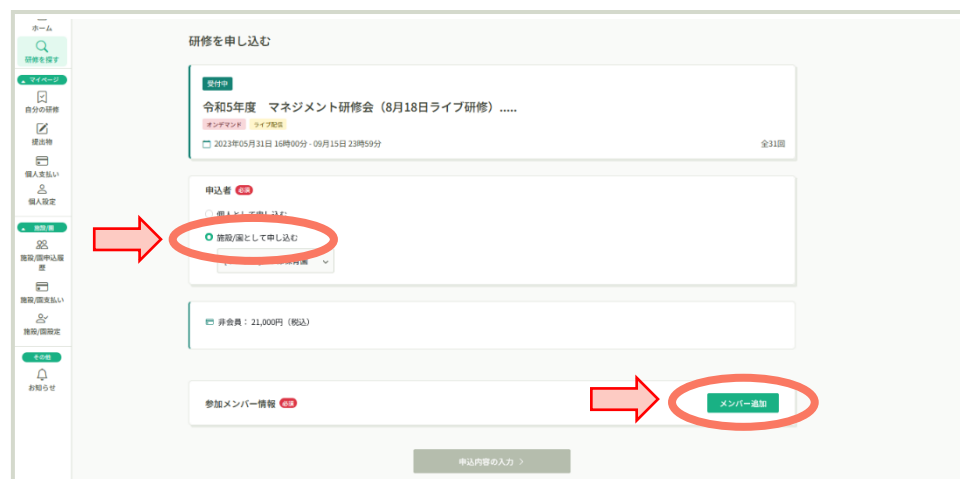 ホーム
研修を探す
マイページ
自分の研修
提出物
個人支払い
個人設定
施設/園
施設/園申込履
歴
施設/園支払い
施設/園設定
その他
お知らせ
研修を申し込む
受付中
令和5年度 マネジメント研修会(8月18日ライブ研修).....
オンデマンド ライブ配信
2023年05月31日 16時00分 - 09月15日 23時59分 全31回
申込者 必須
個人として申し込む
施設/園として申し込む
非会員: 21,000円(税込)
参加メンバー情報 必須
メンバー追加
申込内容の入力 >